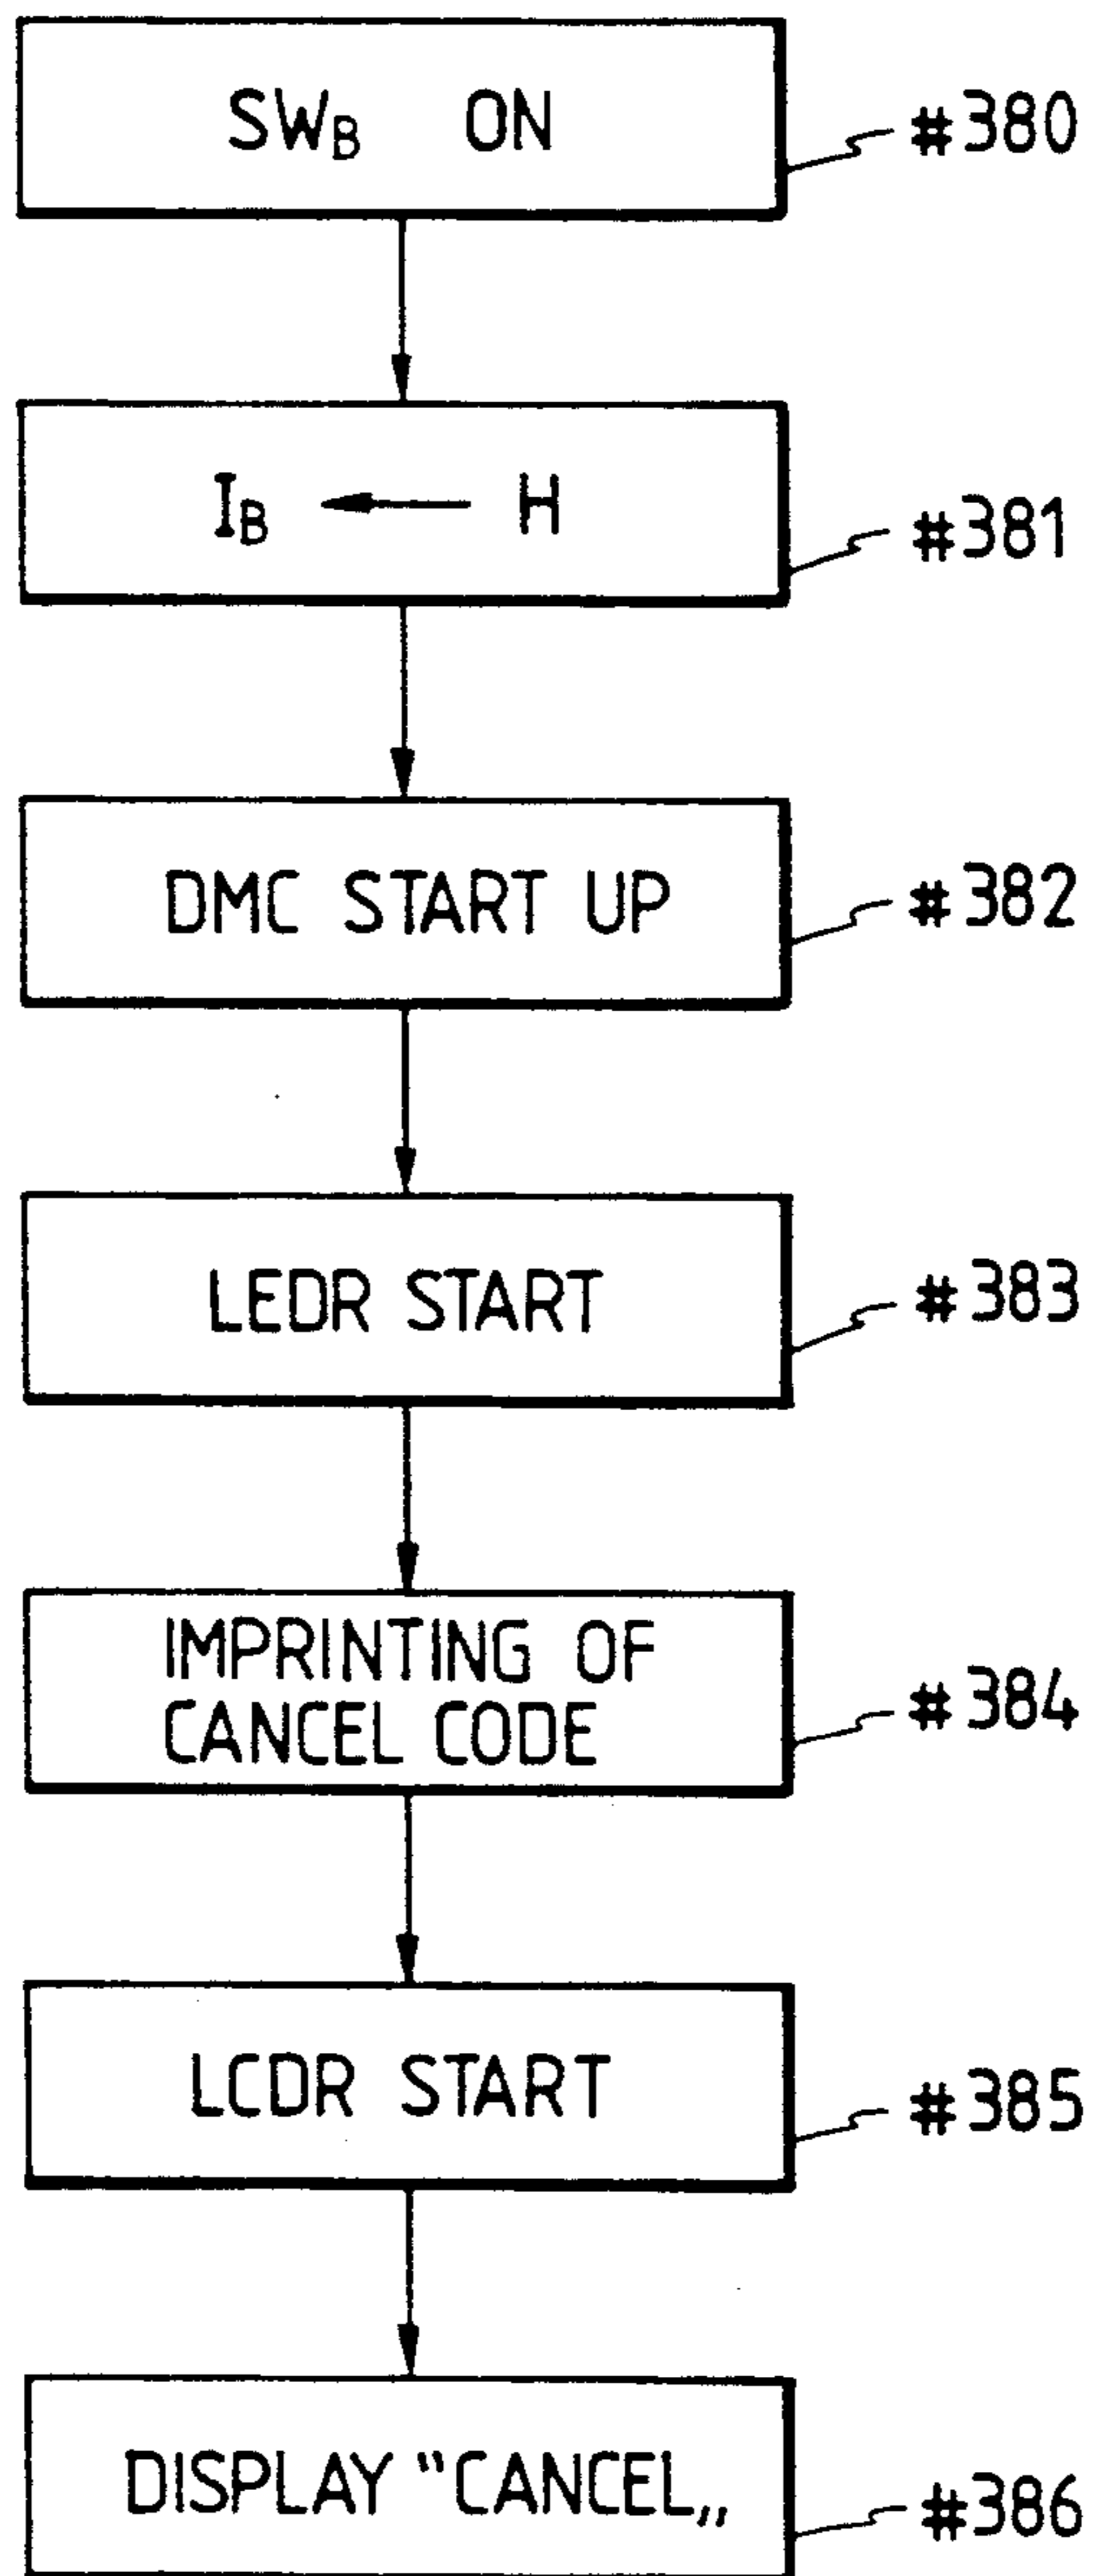 SWB ON
#380
IB ← H
#381
DMC START UP
#382
LEDR START
#383
IMPRINTING OF
CANCEL CODE
#384
LCDR START
#385
DISPLAY “CANCEL„
#386